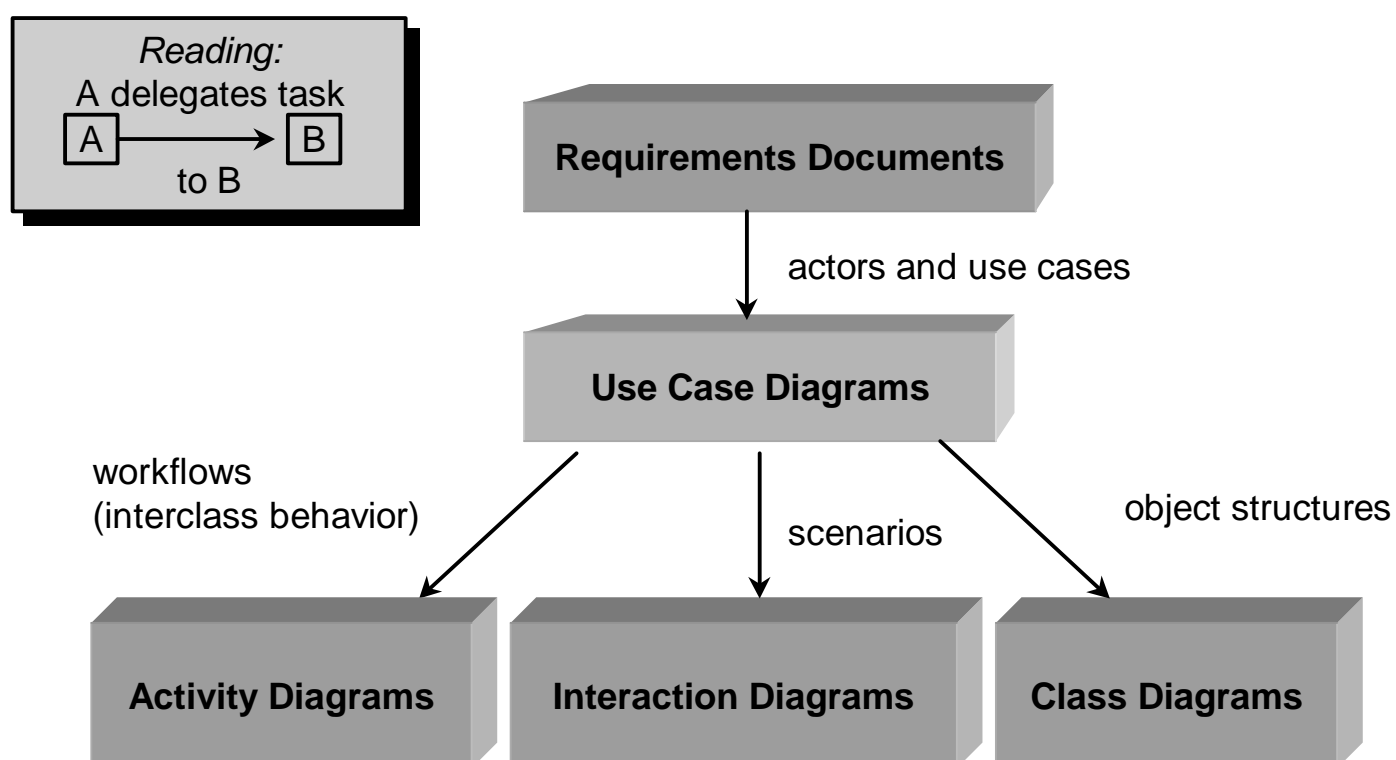 Reading:
A delegates task
A
B
to B
Requirements Documents
actors and use cases
Use Case Diagrams
workflows
(interclass behavior)
scenarios
object structures
Activity Diagrams
Interaction Diagrams
Class Diagrams